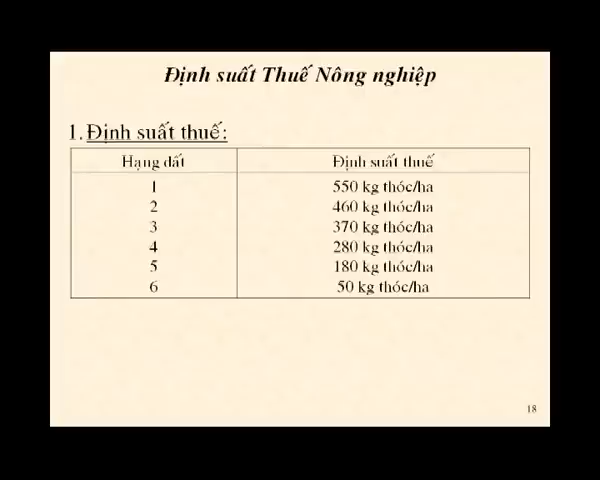 Định suất Thuế Nông nghiệp
1. Định suất thuế:
Hạng đất Định suất thuế
1 550 kg thóc/ha
2 460 kg thóc/ha
3 370 kg thóc/ha
4 280 kg thóc/ha
5 180 kg thóc/ha
6 50 kg thóc/ha
18